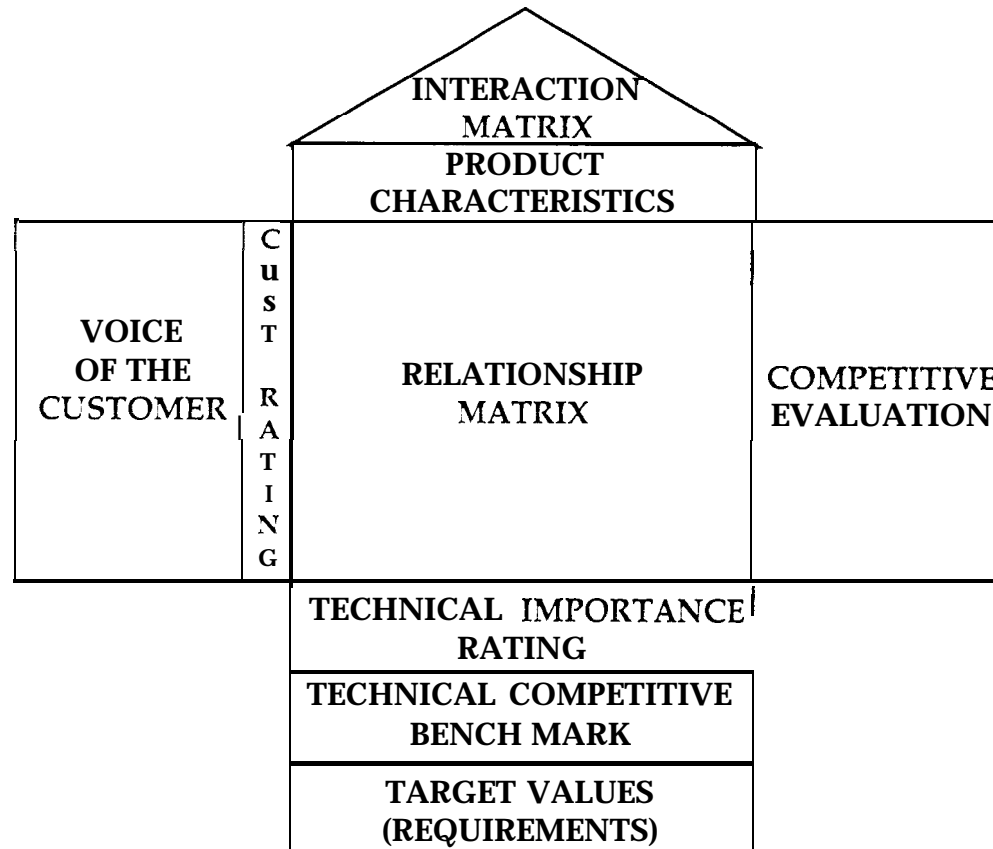 INTERACTION
MATRIX
PRODUCT
CHARACTERISTICS
VOICE
OF THE
CUSTOMER
C
u
s
T
R
A
T
I
N
G
RELATIONSHIP
MATRIX
COMPETITIVE
EVALUATION
TECHNICAL IMPORTANCE
RATING
TECHNICAL COMPETITIVE
BENCH MARK
TARGET VALUES
(REQUIREMENTS)